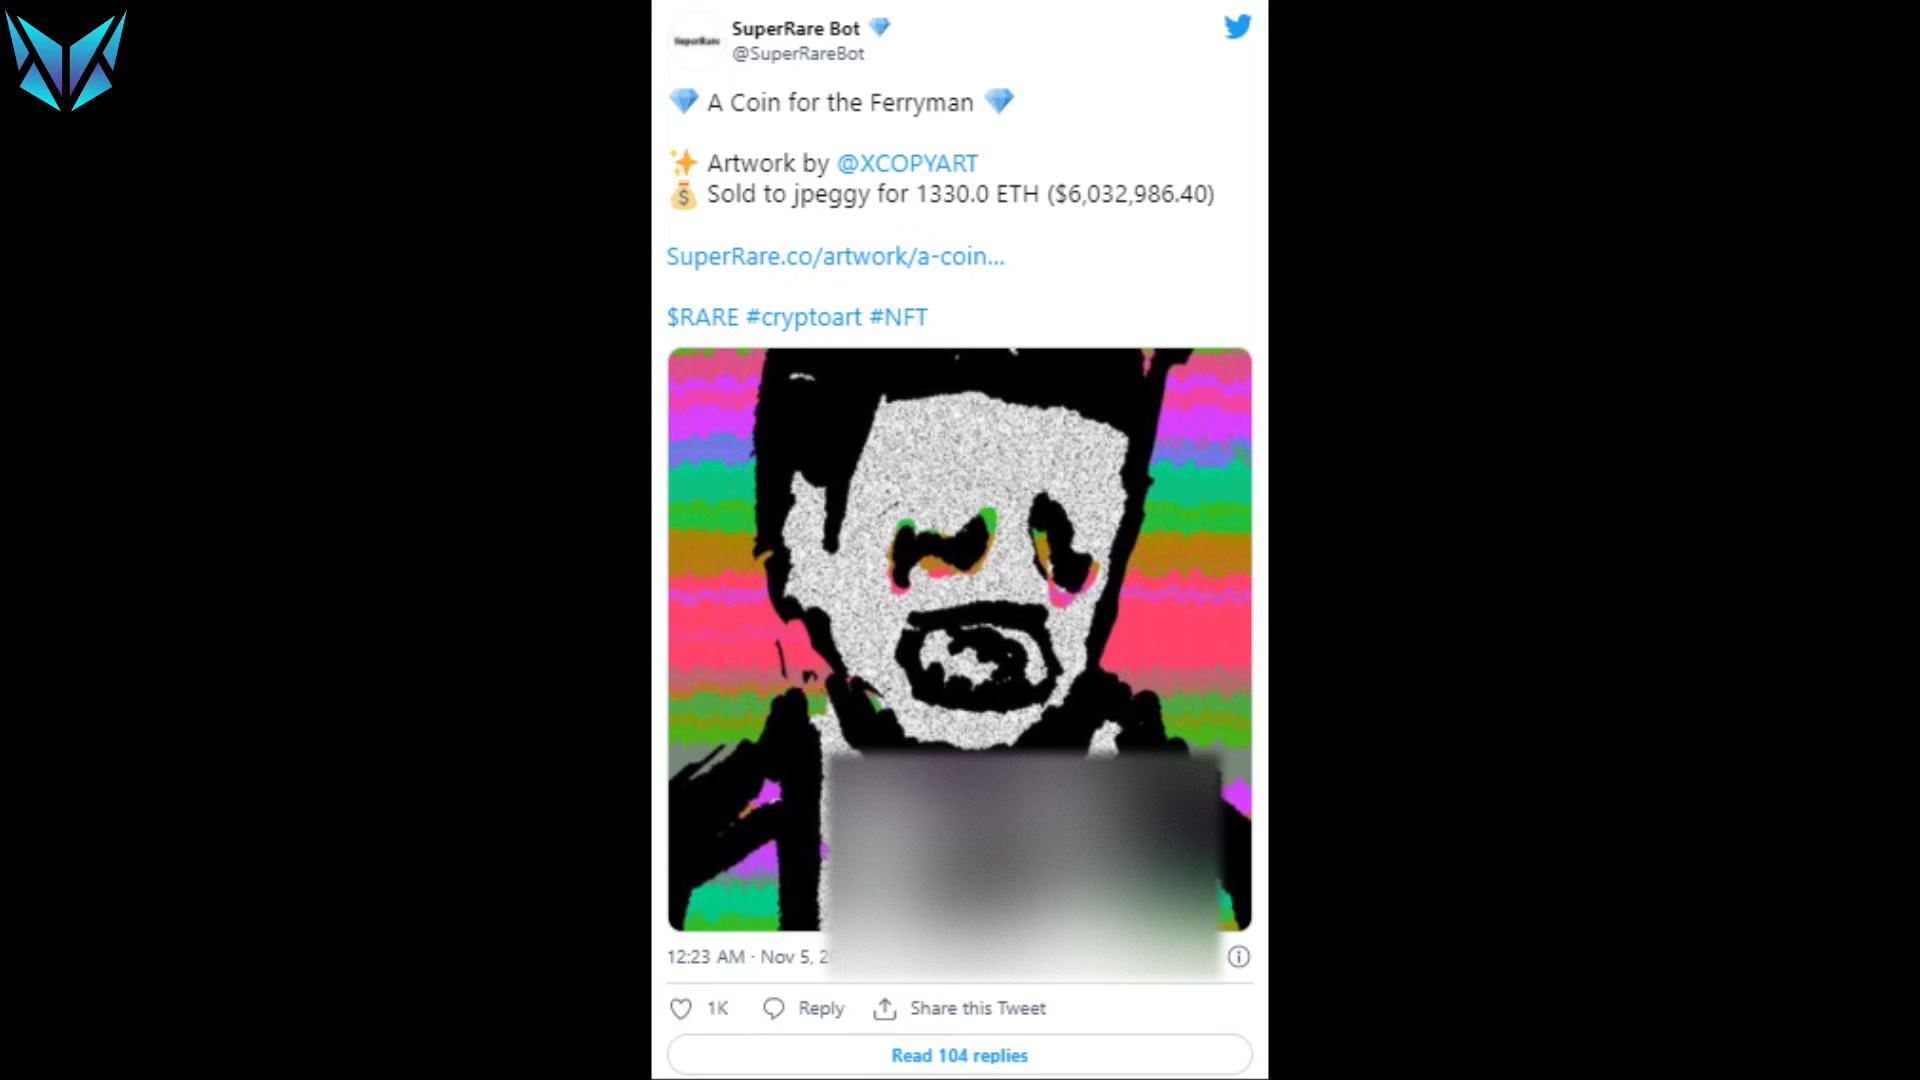 SuperRare
SuperRare Bot 💎
@SuperRareBot
💎 A Coin for the Ferryman 💎
✨ Artwork by @XCOPYART
💰 Sold to jpeggy for 1330.0 ETH ($6,032,986.40)
SuperRare.co/artwork/a-coin...
$RARE #cryptoart #NFT
12:23 AM · Nov 5,
1K Reply Share this Tweet
Read 104 replies